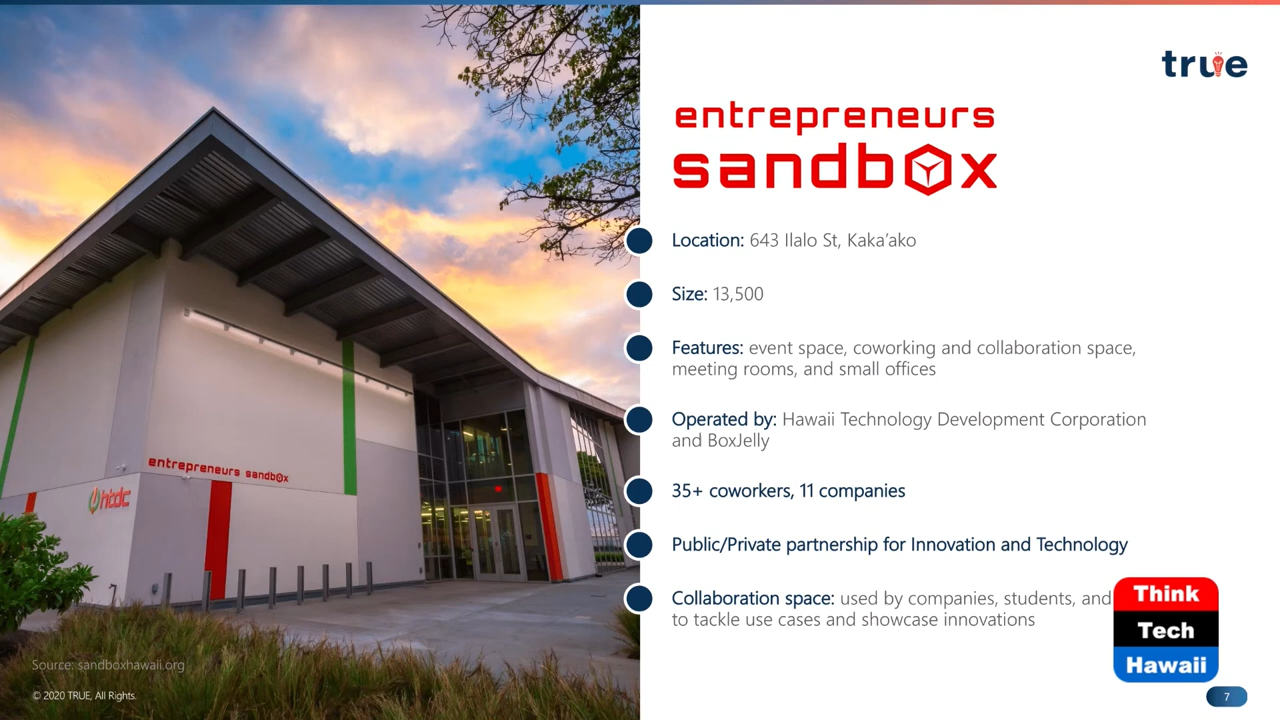 true
entrepreneurs
sandbox
Location: 643 Ilalo St, Kaka’ako
Size: 13,500
Features: event space, coworking and collaboration space,
meeting rooms, and small offices
Operated by: Hawaii Technology Development Corporation
and BoxJelly
35+ coworkers, 11 companies
Public/Private partnership for Innovation and Technology
Collaboration space: used by companies, students, and
to tackle use cases and showcase innovations
entrepreneurs sandbox
htdc
Source: sandboxhawaii.org
© 2020 TRUE, All Rights.
Think
Tech
Hawaii
7